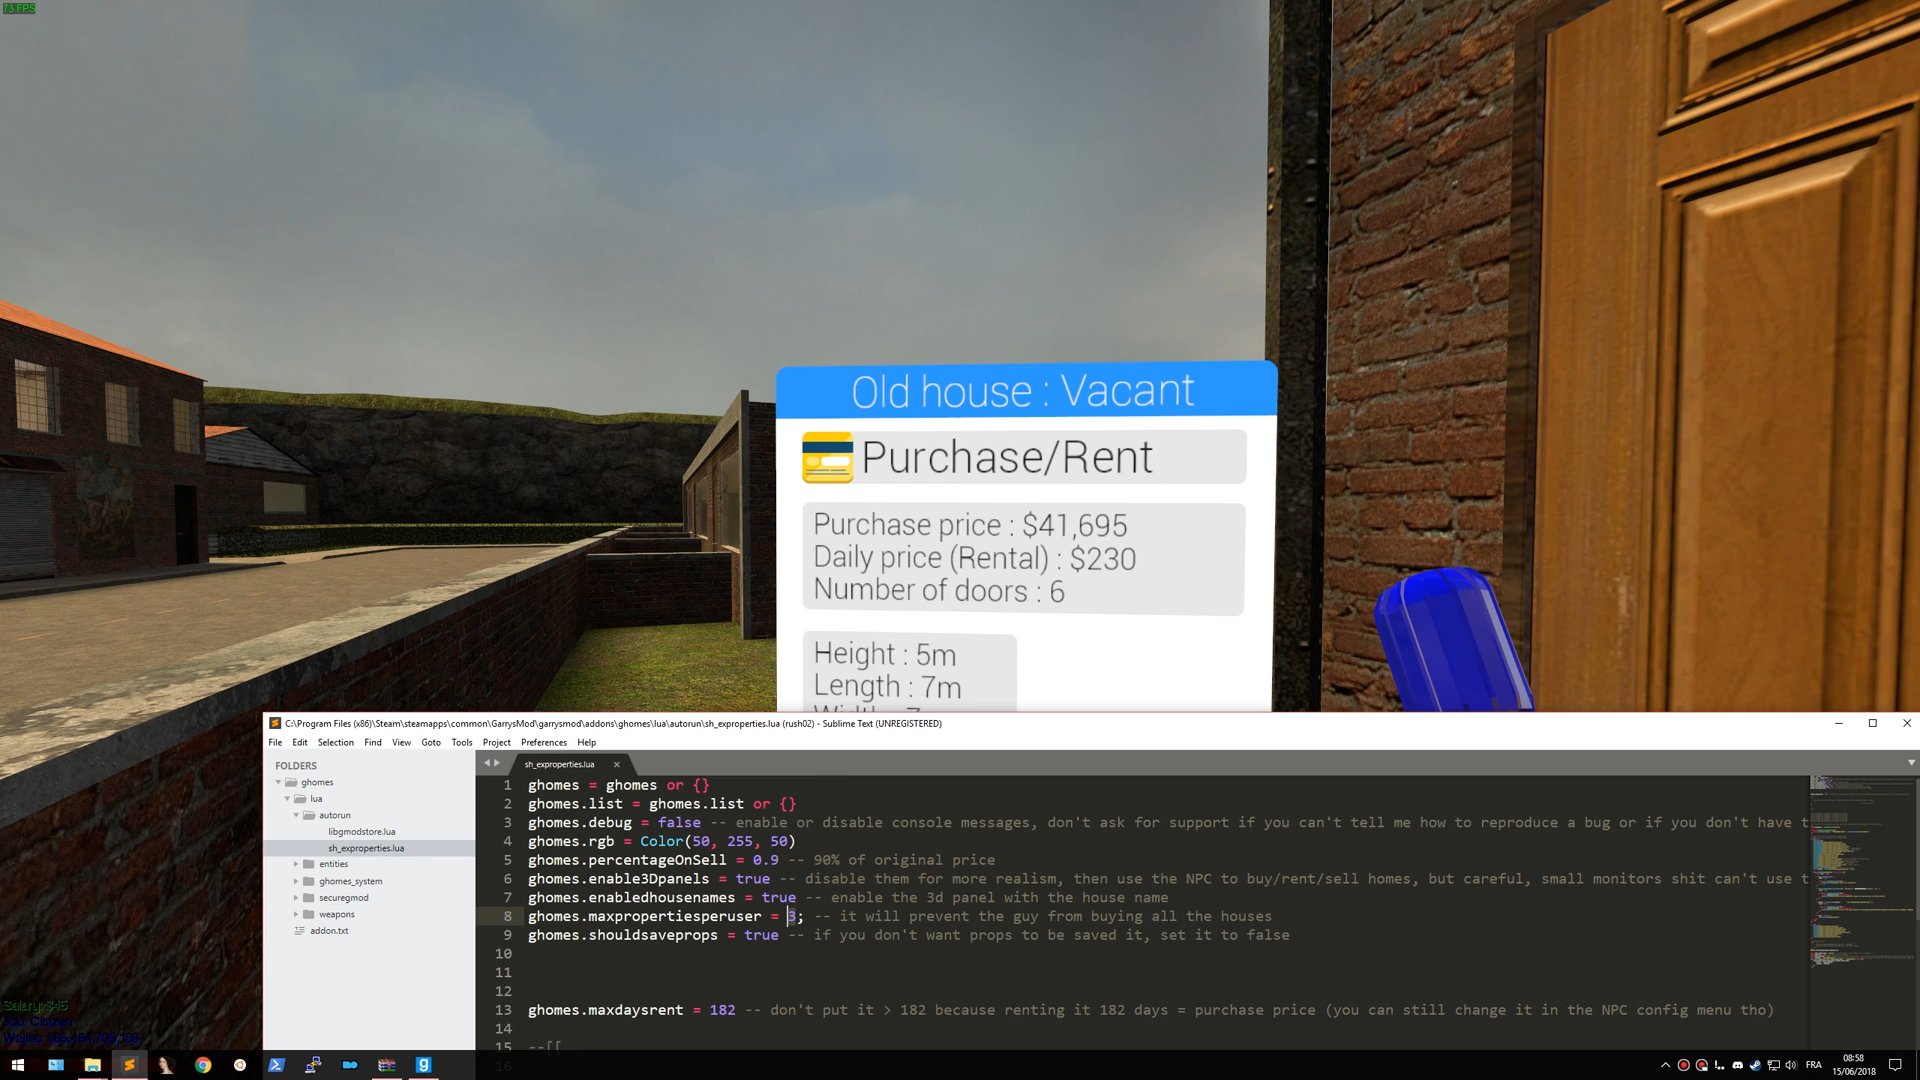 73 FPS
Old house : Vacant
Purchase/Rent
Purchase price : $41,695
Daily price (Rental) : $230
Number of doors : 6
Height : 5m
Length : 7m
C:\Program Files (x86)\Steam\steamapps\common\GarrysMod\garrysmod\addons\ghomes\lua\autorun\sh_exproperties.lua (rush02) - Sublime Text (UNREGISTERED)
File Edit Selection Find View Goto Tools Project Preferences Help
FOLDERS
ghomes
lua
autorun
libgmodstore.lua
sh_exproperties.lua
entities
ghomes_system
securegmod
weapons
addon.txt
sh_exproperties.lua
1 ghomes = ghomes or {}
2 ghomes.list = ghomes.list or {}
3 ghomes.debug = false -- enable or disable console messages, don't ask for support if you can't tell me how to reproduce a bug or if you don't have t
4 ghomes.rgb = Color(50, 255, 50)
5 ghomes.percentageOnSell = 0.9 -- 90% of original price
6 ghomes.enable3Dpanels = true -- disable them for more realism, then use the NPC to buy/rent/sell homes, but careful, small monitors shit can't use t
7 ghomes.enabledhousenames = true -- enable the 3d panel with the house name
8 ghomes.maxpropertiesperuser = 3; -- it will prevent the guy from buying all the houses
9 ghomes.shouldsaveprops = true -- if you don't want props to be saved it, set it to false
10
11
12
13 ghomes.maxdaysrent = 182 -- don't put it > 182 because renting it 182 days = purchase price (you can still change it in the NPC config menu tho)
14
15 --[[
16
Salary: $45
Job: Citizen
FRA
08:58
15/06/2018